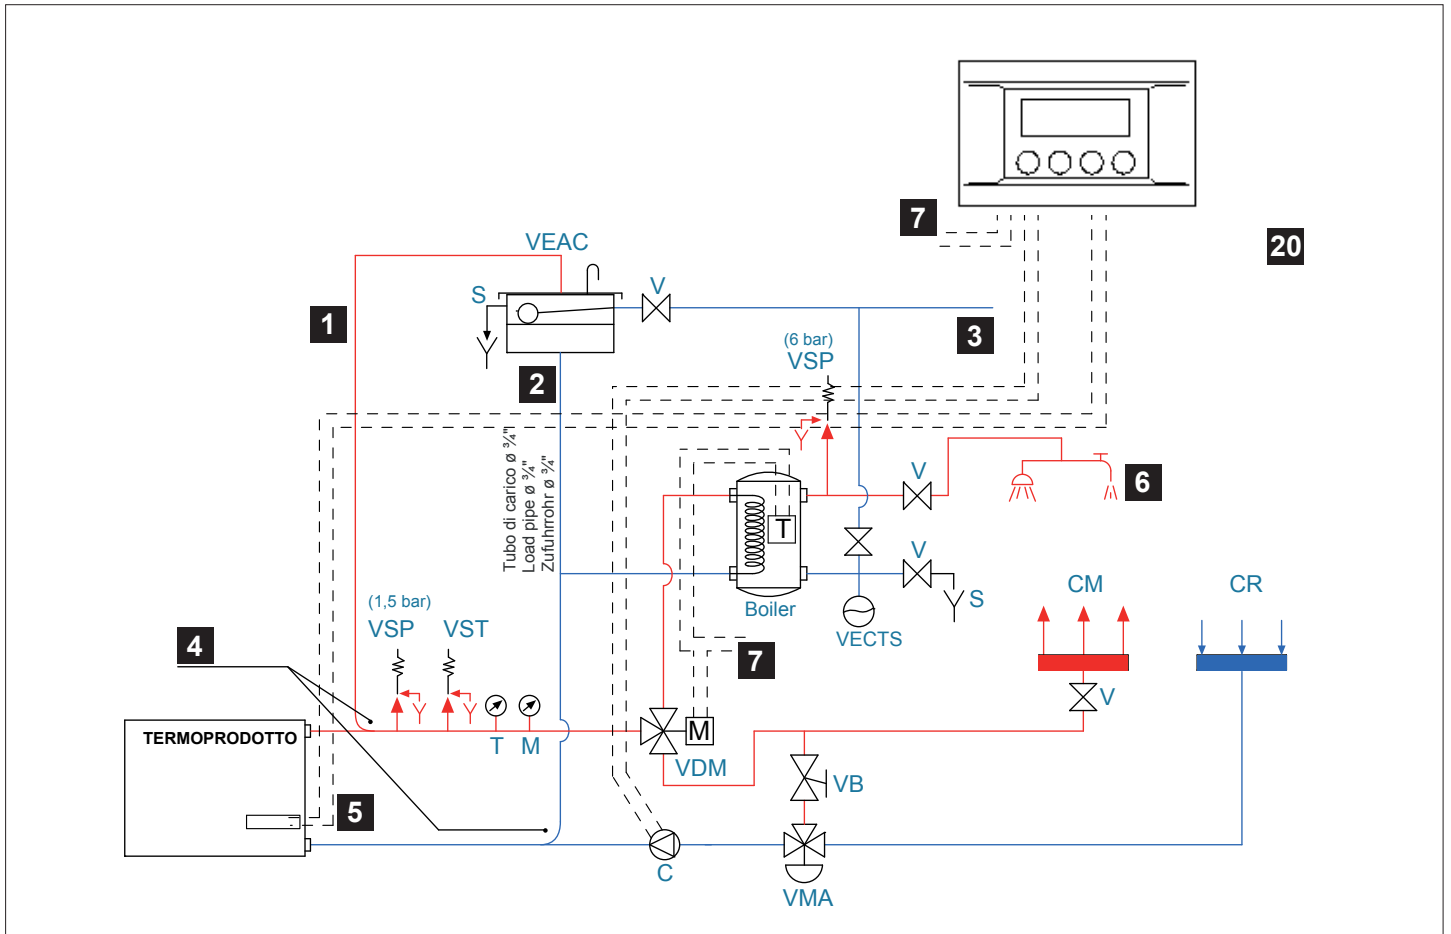 7
20
VEAC
S
V
1
3
2
(6 bar)
VSP
Tubo di carico ø ¾"
Load pipe ø ¾"
Zufuhrrohr ø ¾"
V
6
T
V
S
Boiler
VECTS
CM
CR
(1,5 bar)
VSP
VST
4
7
V
TERMOPRODOTTO
T
M
M
VDM
VB
5
C
VMA